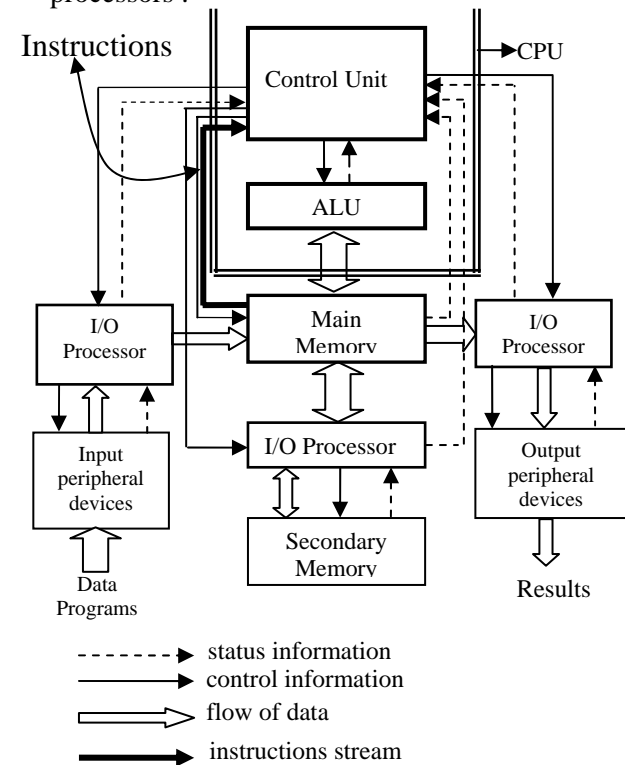 processors .
Instructions
CPU
Control Unit
ALU
I/O
Processor
Main
Memory
I/O
Processor
Input
peripheral
devices
I/O Processor
Output
peripheral
devices
Secondary
Memory
Data
Programs
Results
status information
control information
flow of data
instructions stream